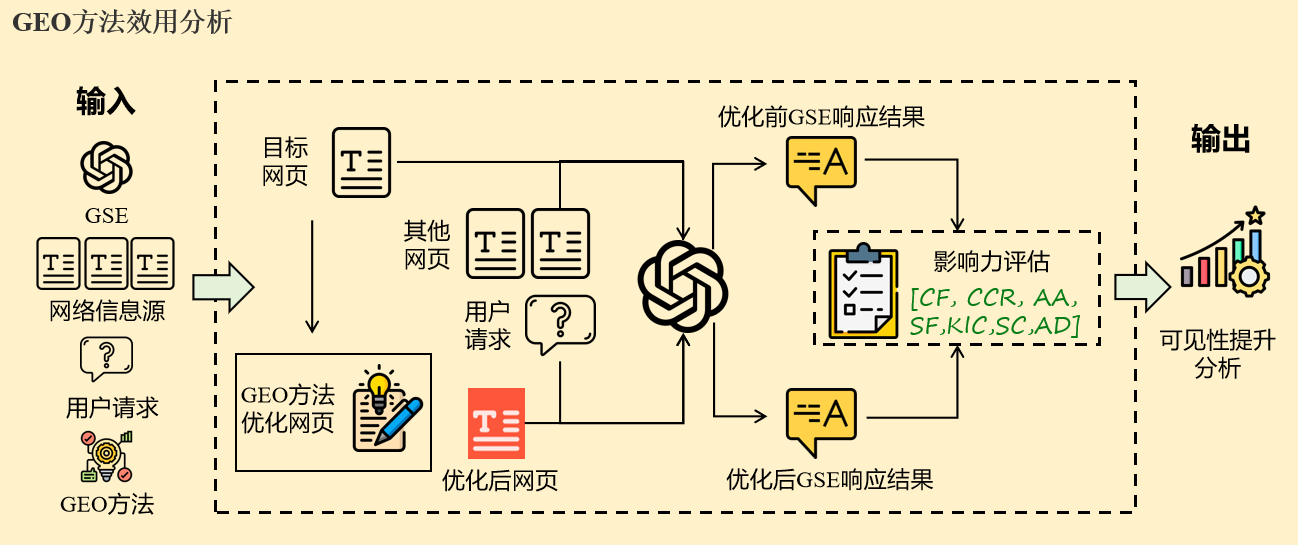 GEO方法效用分析
输入
GSE
网络信息源
用户请求
GEO方法
目标
网页
其他
网页
用户
请求
GEO方法
优化网页
优化后网页
优化前GSE响应结果
影响力评估
[CF, CCR, AA,
SF,KIC,SC,AD]
优化后GSE响应结果
输出
可见性提升
分析